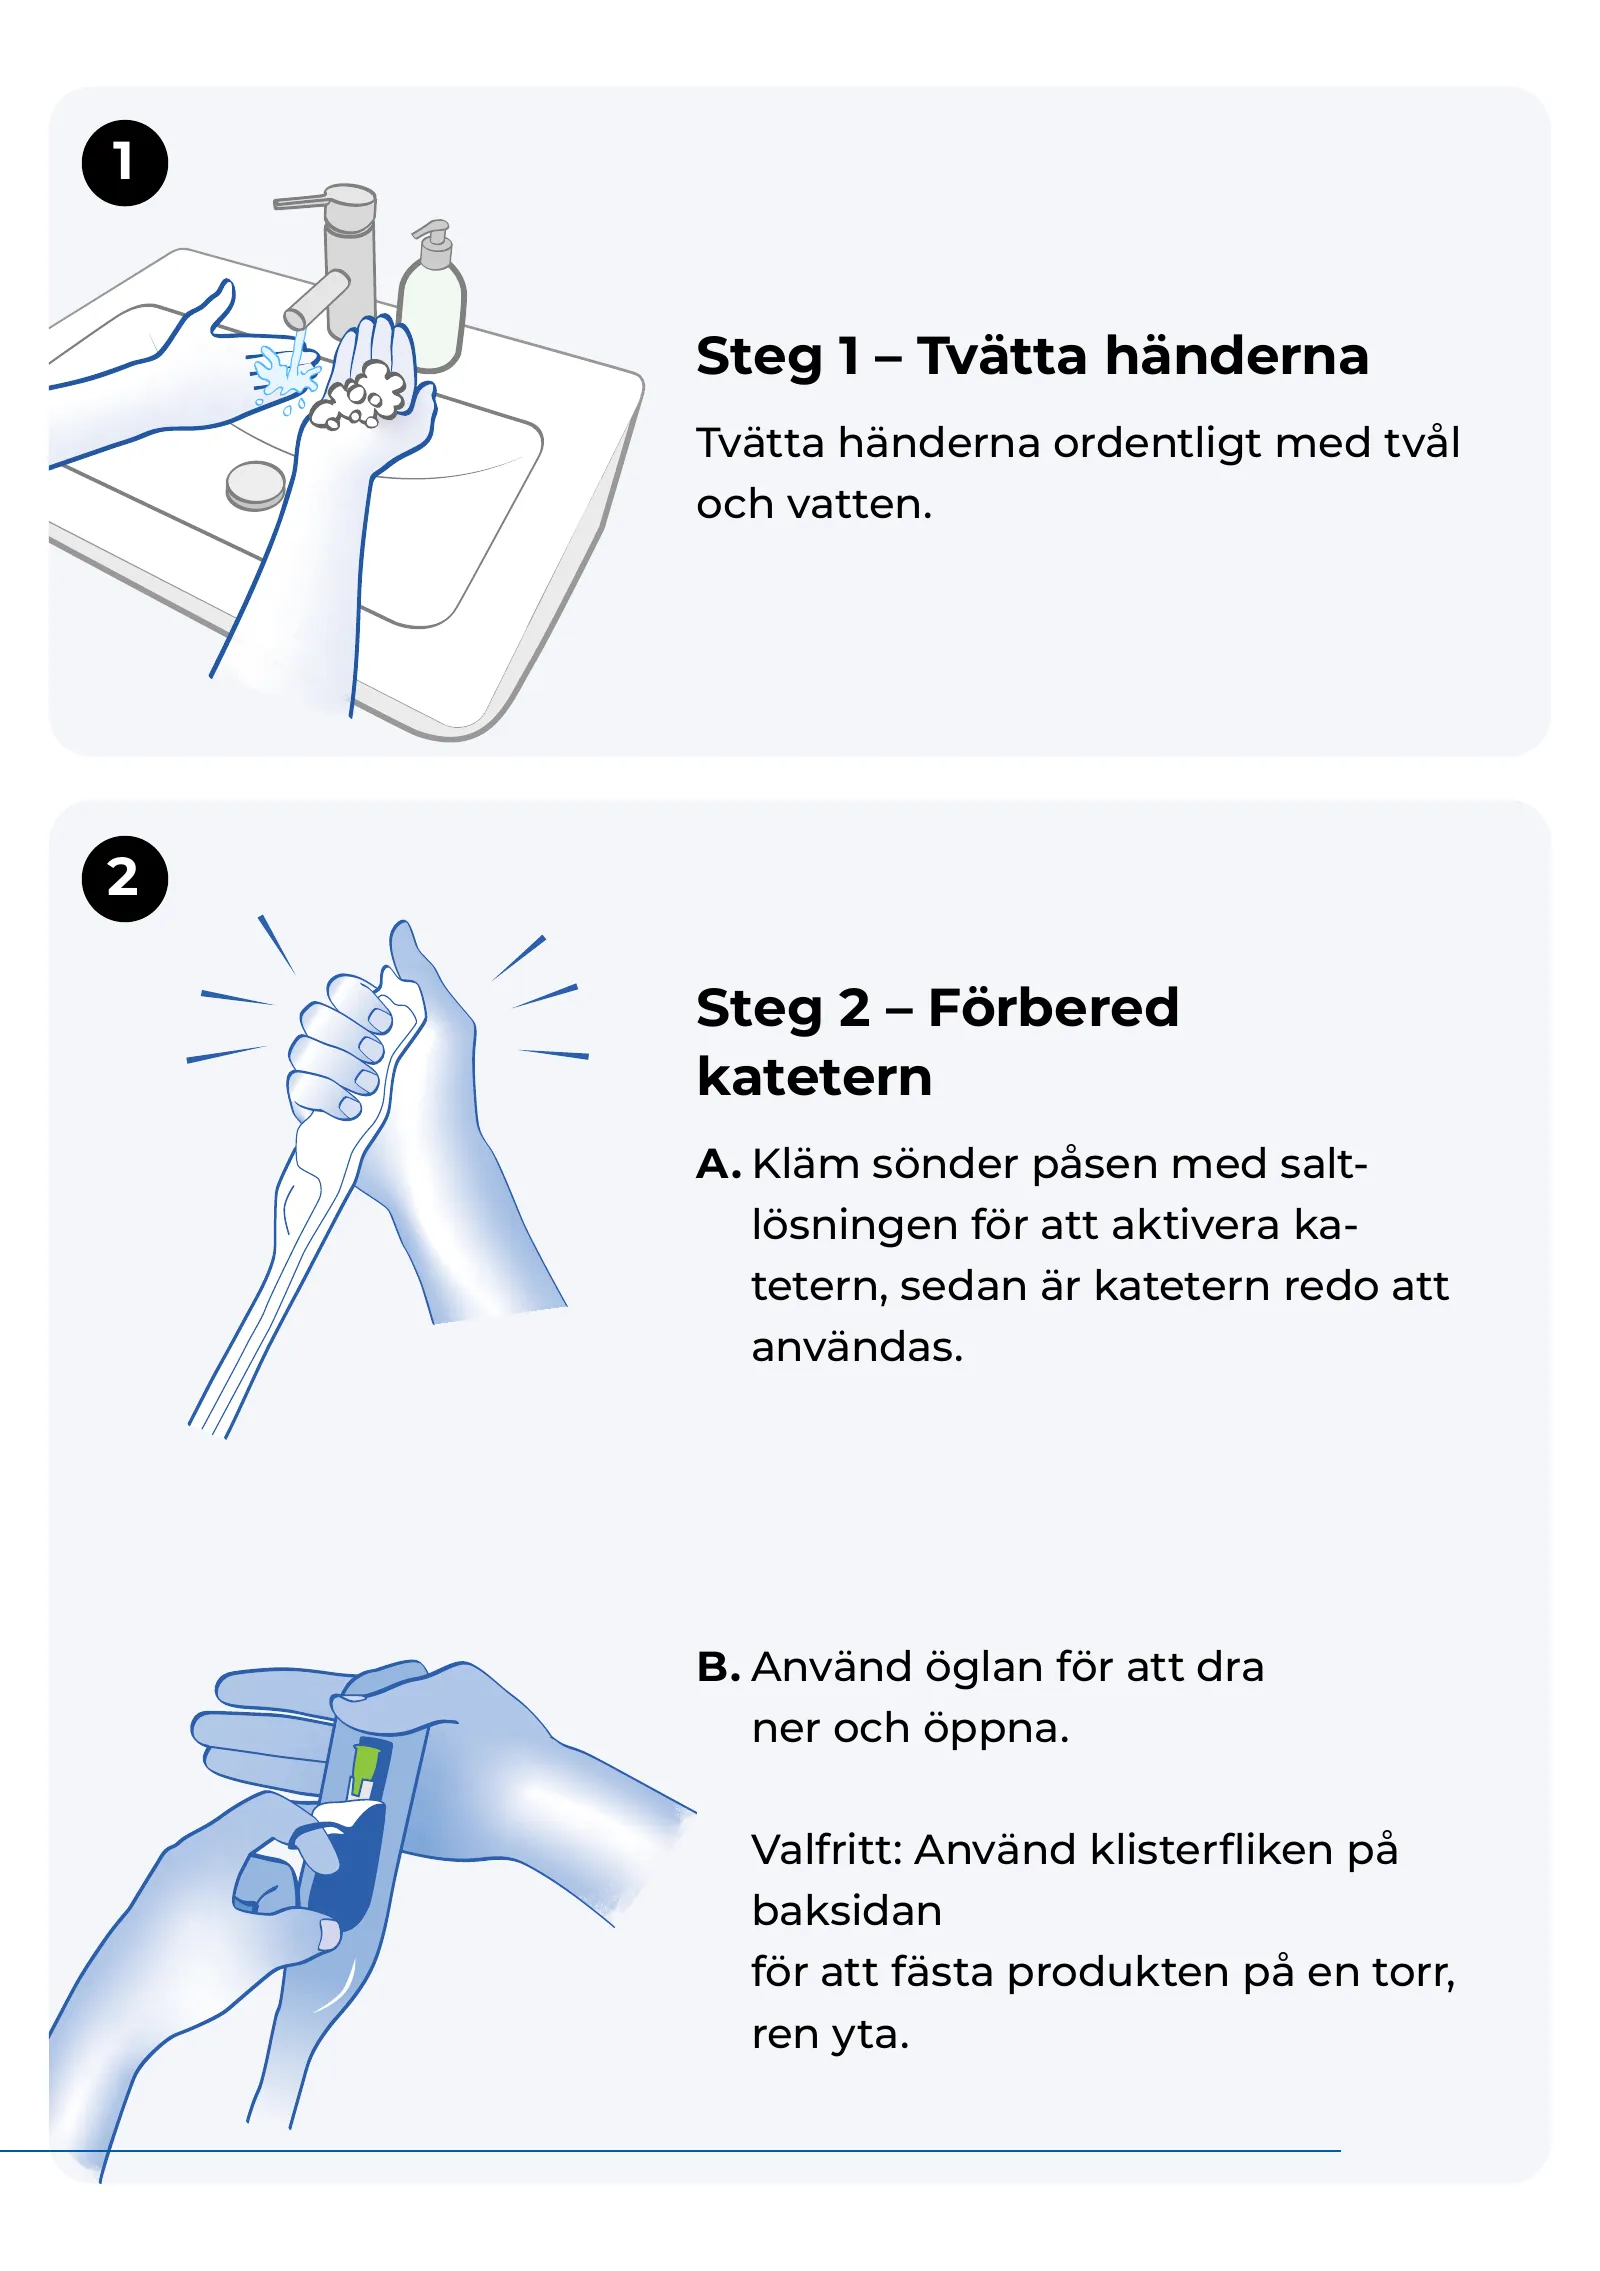 1
Steg 1 – Tvätta händerna
Tvätta händerna ordentligt med tvål
och vatten.
2
Steg 2 – Förbered
katetern
A. Kläm sönder påsen med salt-
lösningen för att aktivera ka-
tetern, sedan är katetern redo att
användas.
B. Använd öglan för att dra
ner och öppna.
Valfritt: Använd klisterfliken på
baksidan
för att fästa produkten på en torr,
ren yta.